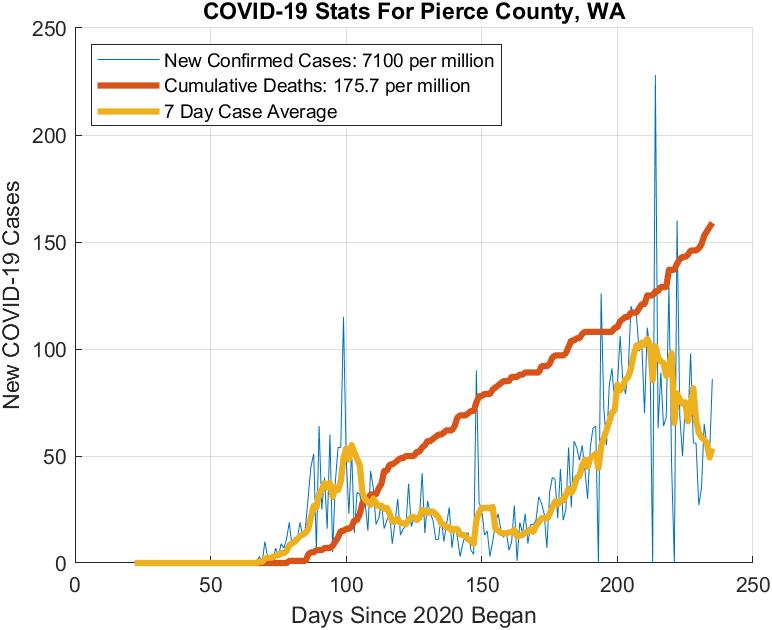 COVID-19 Stats For Pierce County, WA
New Confirmed Cases: 7100 per million
Cumulative Deaths: 175.7 per million
7 Day Case Average
250
200
150
100
50
0
New COVID-19 Cases
0 50 100 150 200 250
Days Since 2020 Began